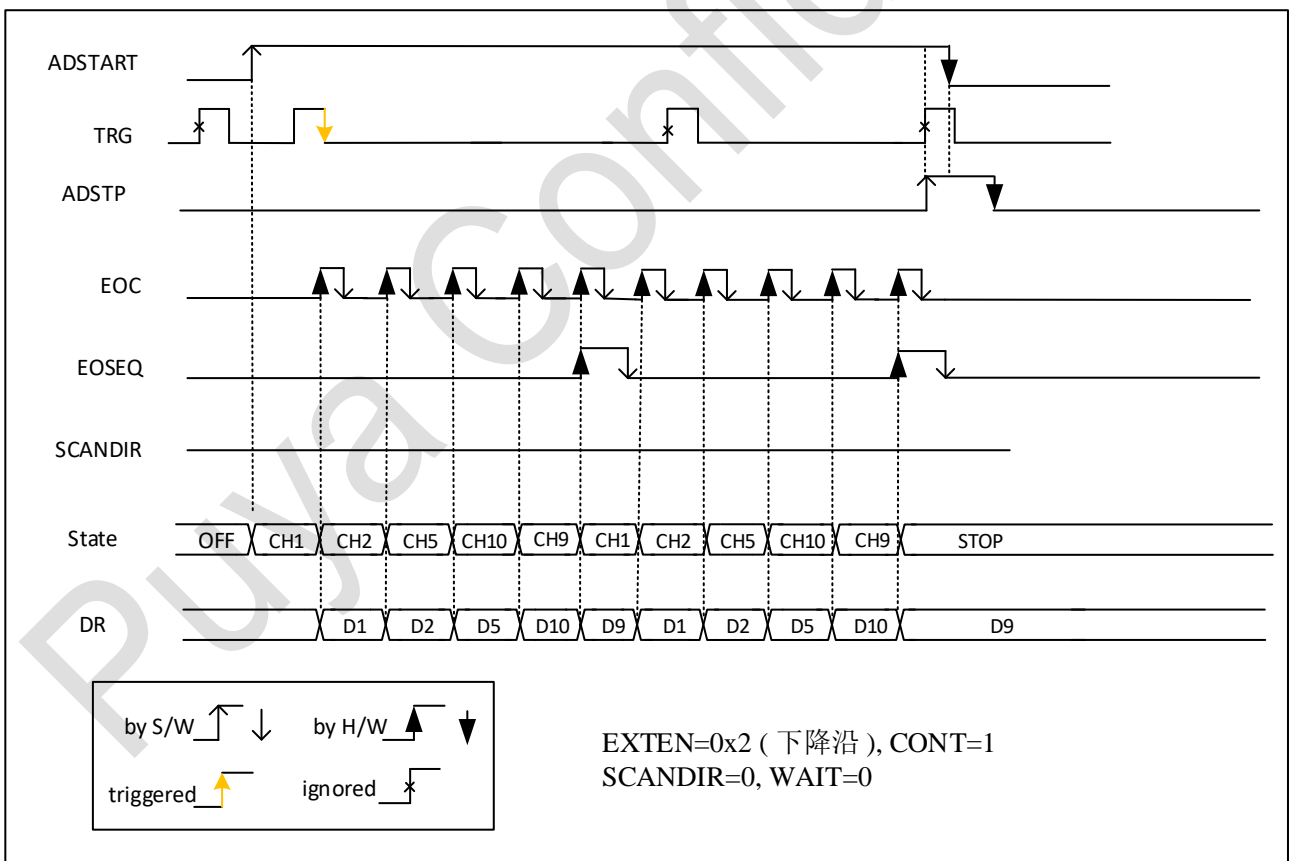 Puya Confid
ADSTART
TRG
ADSTP
EOC
EOSEQ
SCANDIR
State OFF CH1 CH2 CH5 CH10 CH9 CH1 CH2 CH5 CH10 CH9 STOP
DR D1 D2 D5 D10 D9 D1 D2 D5 D10 D9
by S/W by H/W
triggered ignored
EXTEN=0x2 ( 下降沿 ), CONT=1
SCANDIR=0, WAIT=0